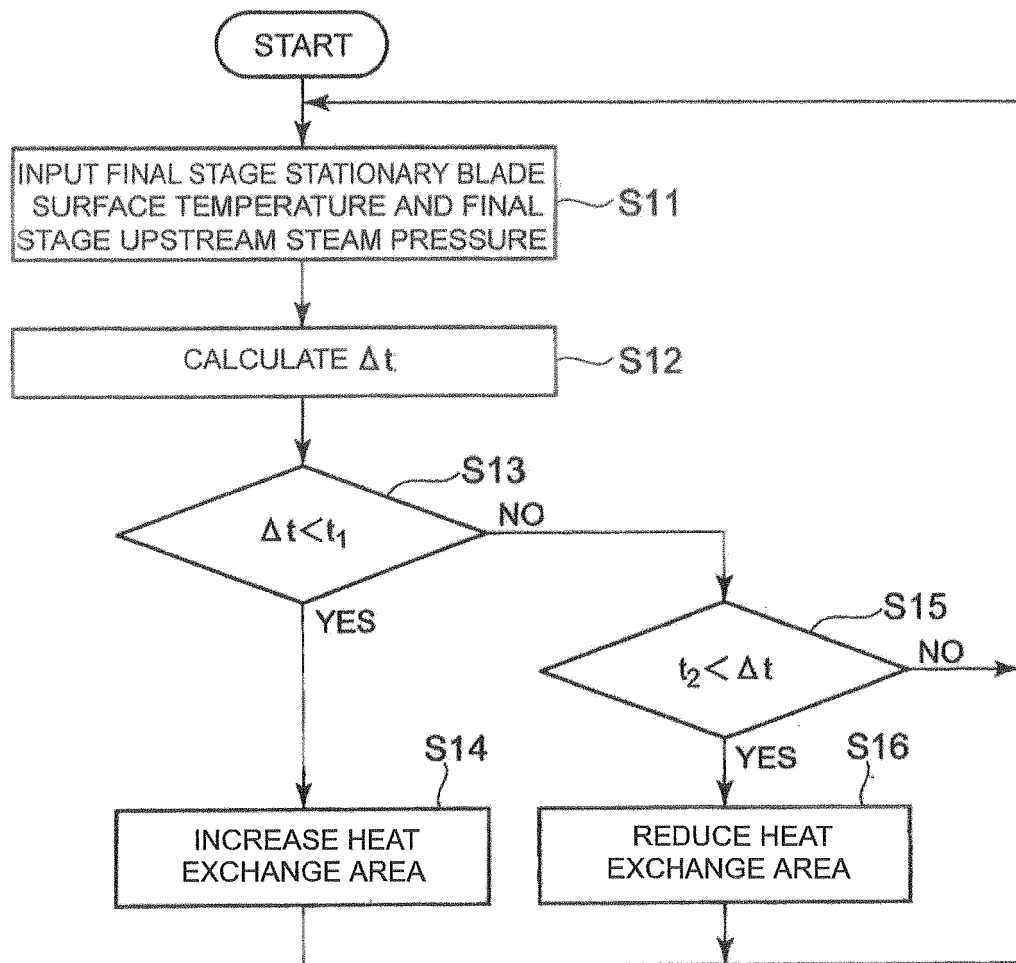 START
INPUT FINAL STAGE STATIONARY BLADE
SURFACE TEMPERATURE AND FINAL
STAGE UPSTREAM STEAM PRESSURE
S11
CALCULATE Δt
S12
S13
Δt<t₁
NO
YES
S15
t₂<Δt
NO
YES
S14
INCREASE HEAT
EXCHANGE AREA
S16
REDUCE HEAT
EXCHANGE AREA